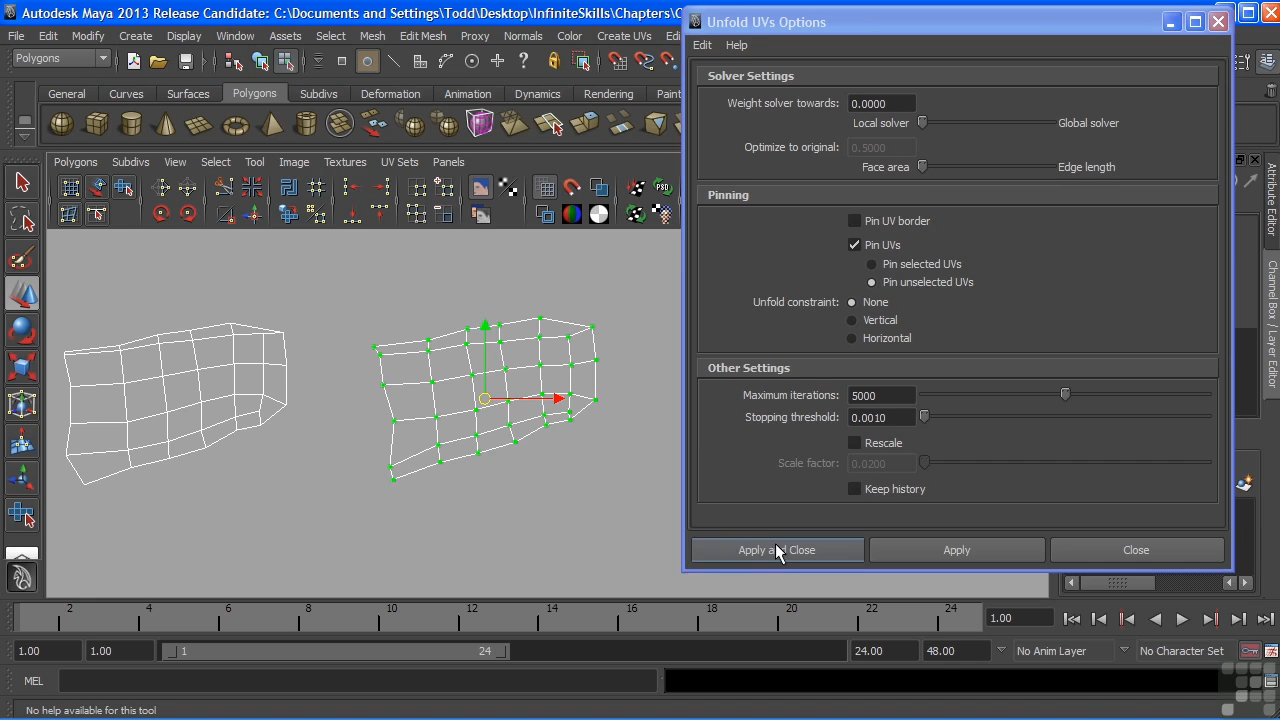 Autodesk Maya 2013 Release Candidate: C:\Documents and Settings\Todd\Desktop\InfiniteSkills\Chapters\C
File Edit Modify Create Display Window Assets Select Mesh Edit Mesh Proxy Normals Color Create UVs Edi
Polygons
General Curves Surfaces Polygons Subdivs Deformation Animation Dynamics Rendering Paint
Polygons Subdivs View Select Tool Image Textures UV Sets Panels
PSD
Unfold UVs Options
Edit Help
Solver Settings
Weight solver towards: 0.0000
Local solver Global solver
Optimize to original: 0.5000
Face area Edge length
Pinning
Pin UV border
Pin UVs
Pin selected UVs
Pin unselected UVs
Unfold constraint: None
Vertical
Horizontal
Other Settings
Maximum iterations: 5000
Stopping threshold: 0.0010
Rescale
Scale factor: 0.0200
Keep history
Apply and Close Apply Close
Attribute Editor
Channel Box / Layer Editor
2 4 6 8 10 12 14 16 18 20 22 24 1.00
1.00 1.00 1 24 24.00 48.00 No Anim Layer No Character Set
MEL
No help available for this tool